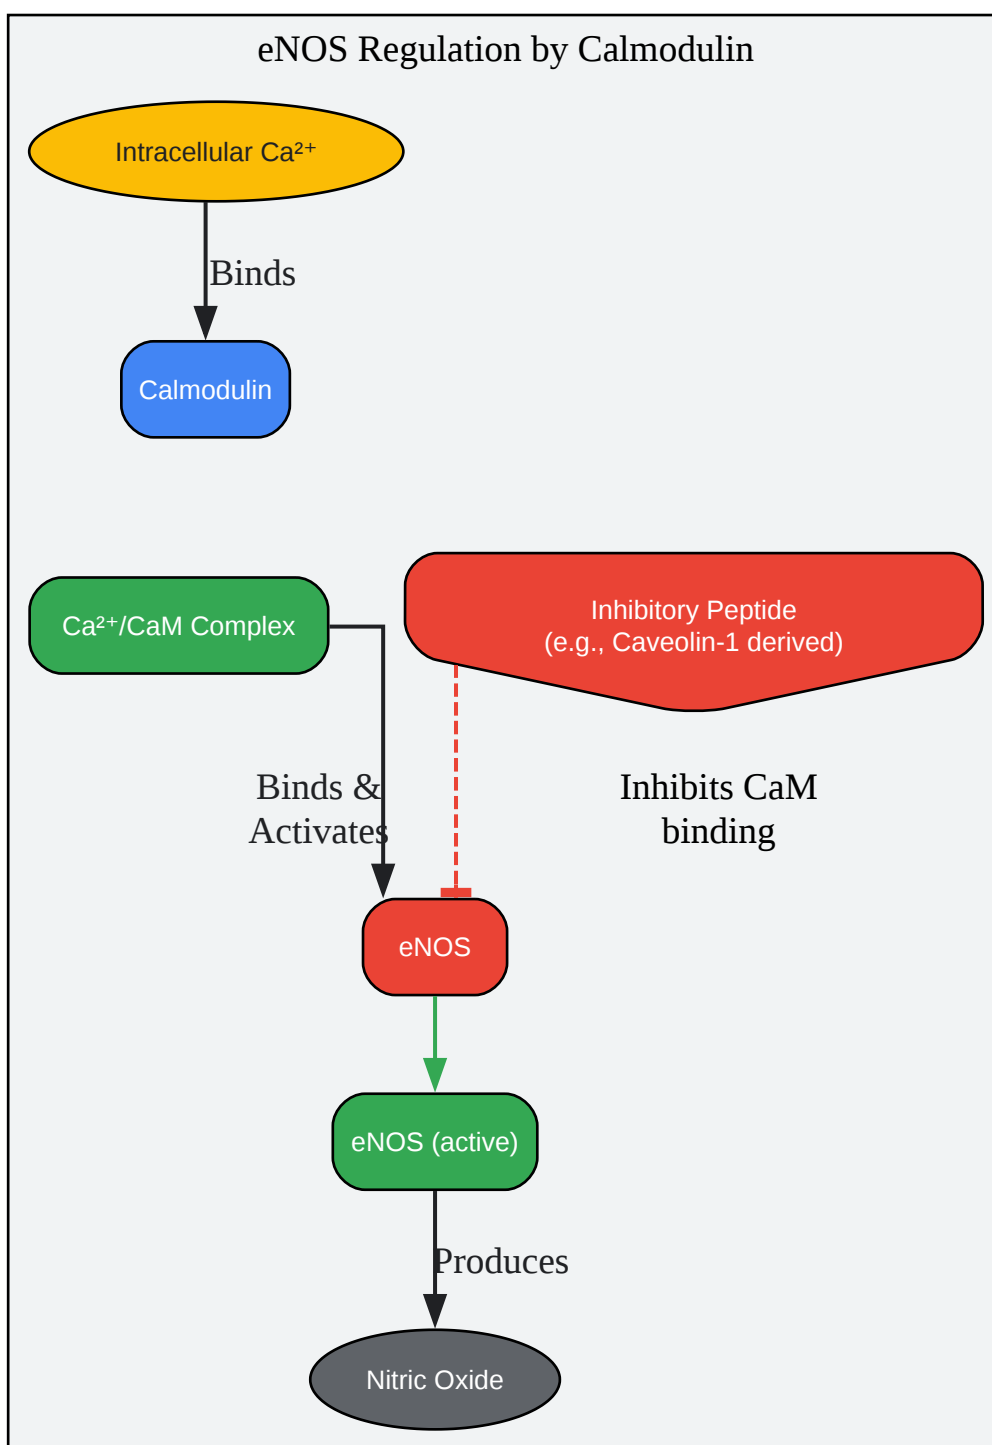 eNOS Regulation by Calmodulin
Intracellular Ca²⁺
Binds
Calmodulin
Ca²⁺/CaM Complex
Inhibitory Peptide
(e.g., Caveolin-1 derived)
Binds &
Activates
Inhibits CaM
binding
eNOS
eNOS (active)
Produces
Nitric Oxide